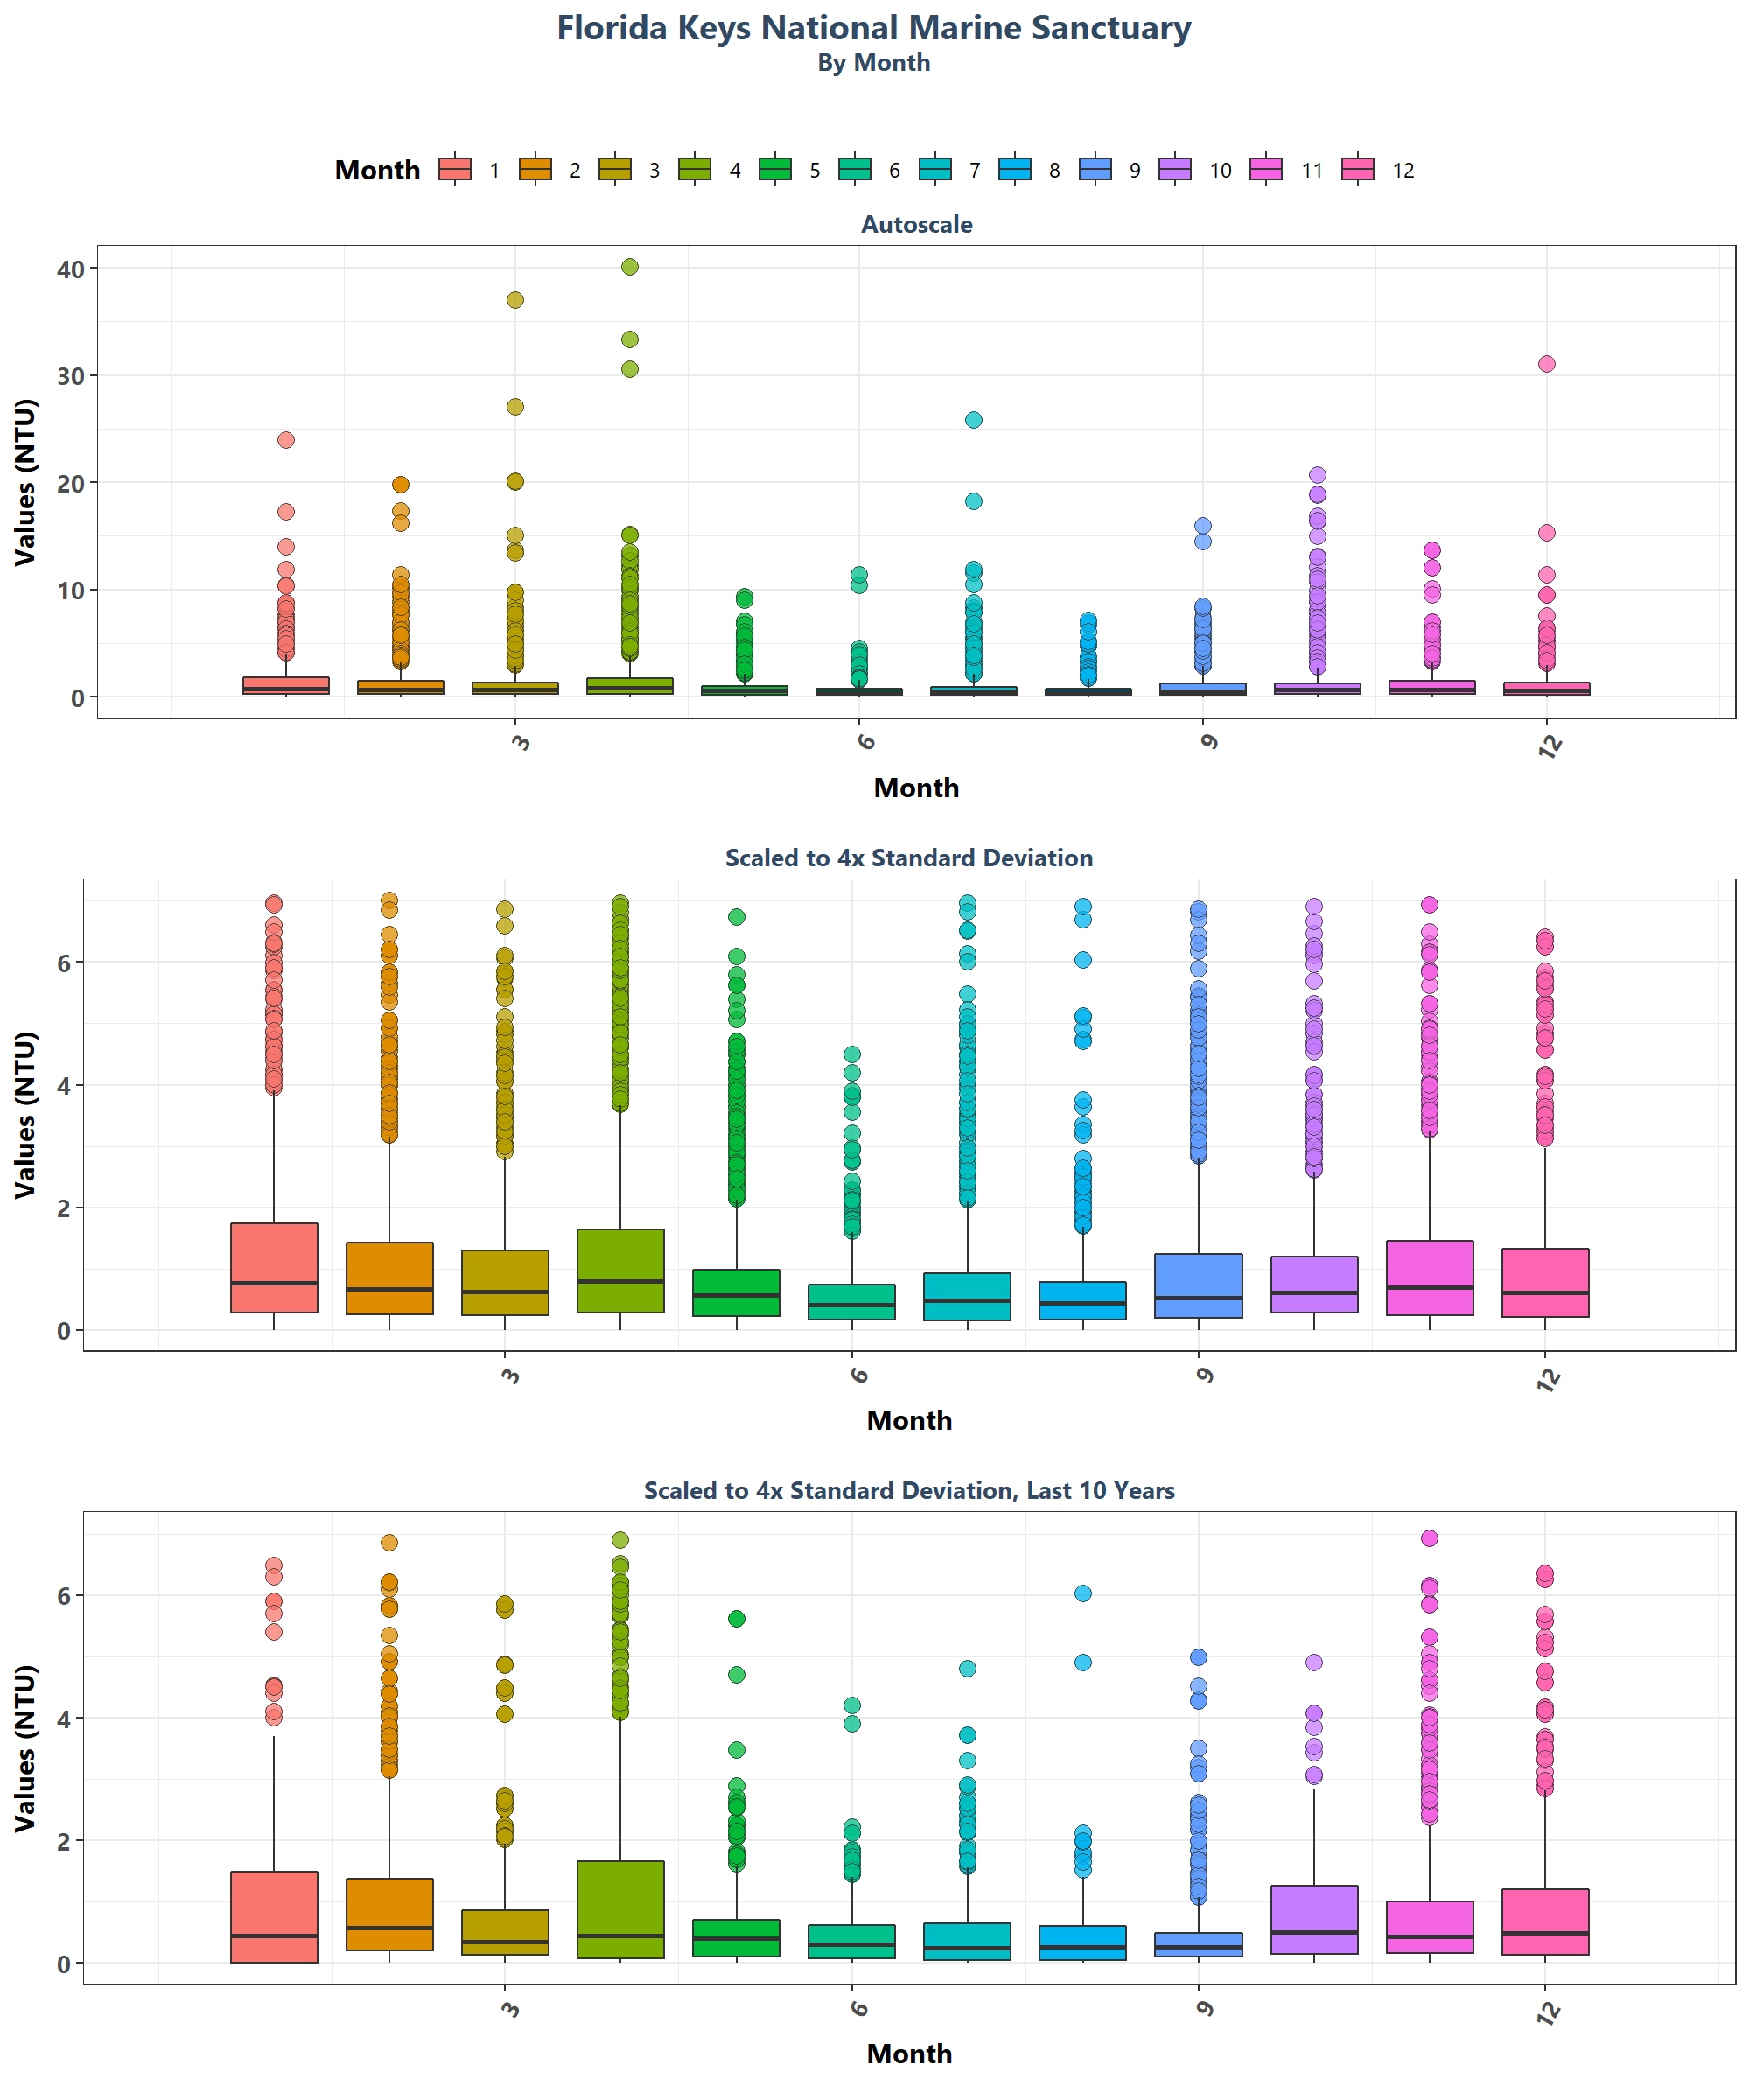 Florida Keys National Marine Sanctuary
By Month
Month 1 2 3 4 5 6 7 8 9 10 11 12
Autoscale
Values (NTU)
40
30
20
10
0
3 6 9 12
Month
Scaled to 4x Standard Deviation
Values (NTU)
6
4
2
0
3 6 9 12
Month
Scaled to 4x Standard Deviation, Last 10 Years
Values (NTU)
6
4
2
0
3 6 9 12
Month